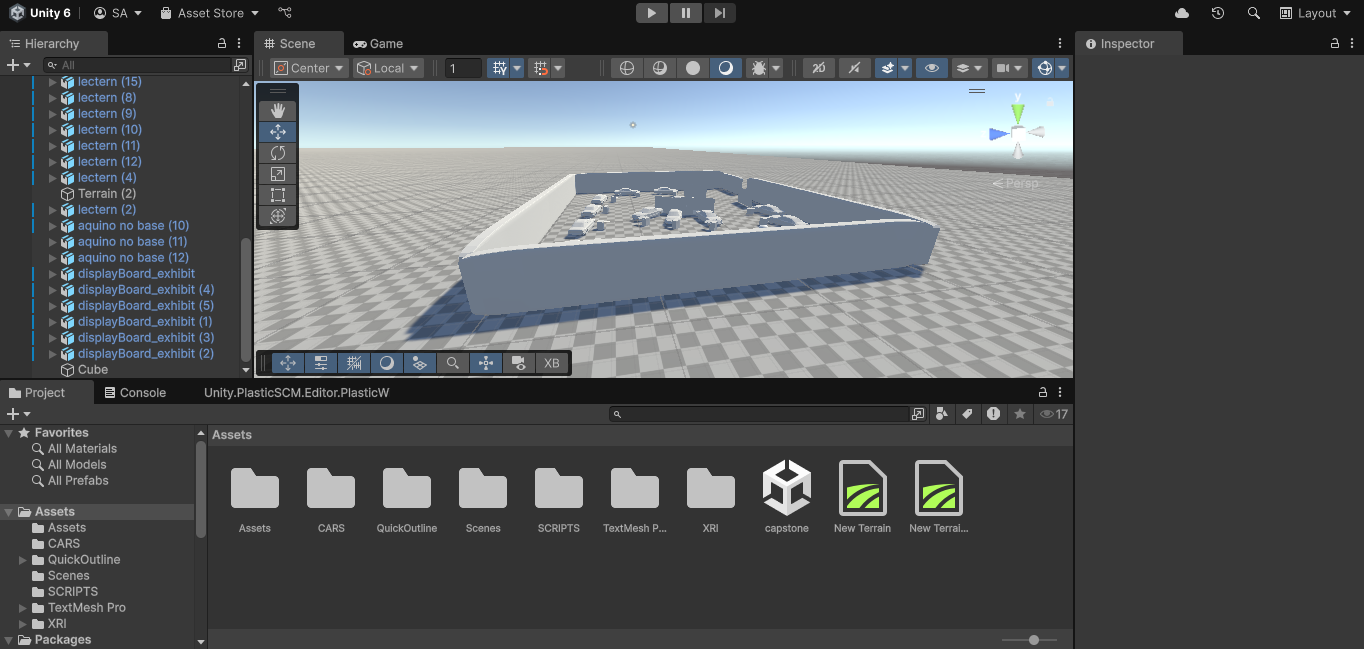 Unity 6 SA Asset Store Layout
Hierarchy
All
lectern (15)
lectern (8)
lectern (9)
lectern (10)
lectern (11)
lectern (12)
lectern (4)
Terrain (2)
lectern (2)
aquino no base (10)
aquino no base (11)
aquino no base (12)
displayBoard_exhibit
displayBoard_exhibit (4)
displayBoard_exhibit (5)
displayBoard_exhibit (1)
displayBoard_exhibit (3)
displayBoard_exhibit (2)
Cube
Scene Game
Center Local 1 2D
y
Persp
XB
Inspector
Project Console Unity.PlasticSCM.Editor.PlasticW
17
Favorites
All Materials
All Models
All Prefabs
Assets
Assets
CARS
QuickOutline
Scenes
SCRIPTS
TextMesh Pro
XRI
Packages
Assets
Assets CARS QuickOutline Scenes SCRIPTS TextMesh P... XRI capstone New Terrain New Terrai...